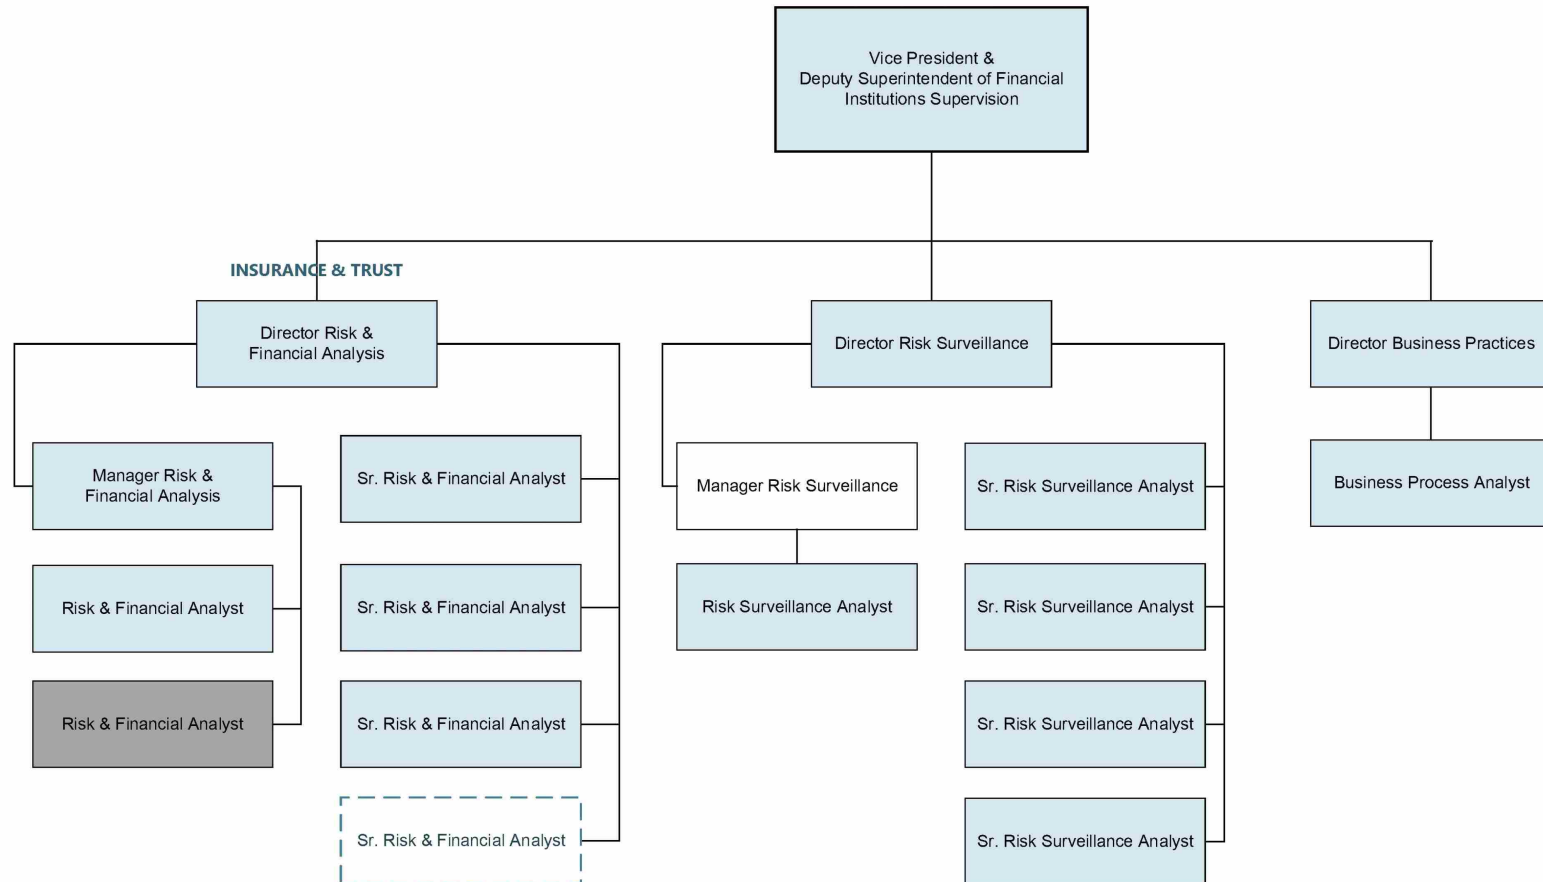 Vice President &
Deputy Superintendent of Financial
Institutions Supervision
INSURANCE & TRUST
Director Risk &
Financial Analysis
Director Risk Surveillance
Director Business Practices
Manager Risk &
Financial Analysis
Sr. Risk & Financial Analyst
Manager Risk Surveillance
Sr. Risk Surveillance Analyst
Business Process Analyst
Risk & Financial Analyst
Sr. Risk & Financial Analyst
Risk Surveillance Analyst
Sr. Risk Surveillance Analyst
Risk & Financial Analyst
Sr. Risk & Financial Analyst
Sr. Risk Surveillance Analyst
Sr. Risk & Financial Analyst
Sr. Risk Surveillance Analyst